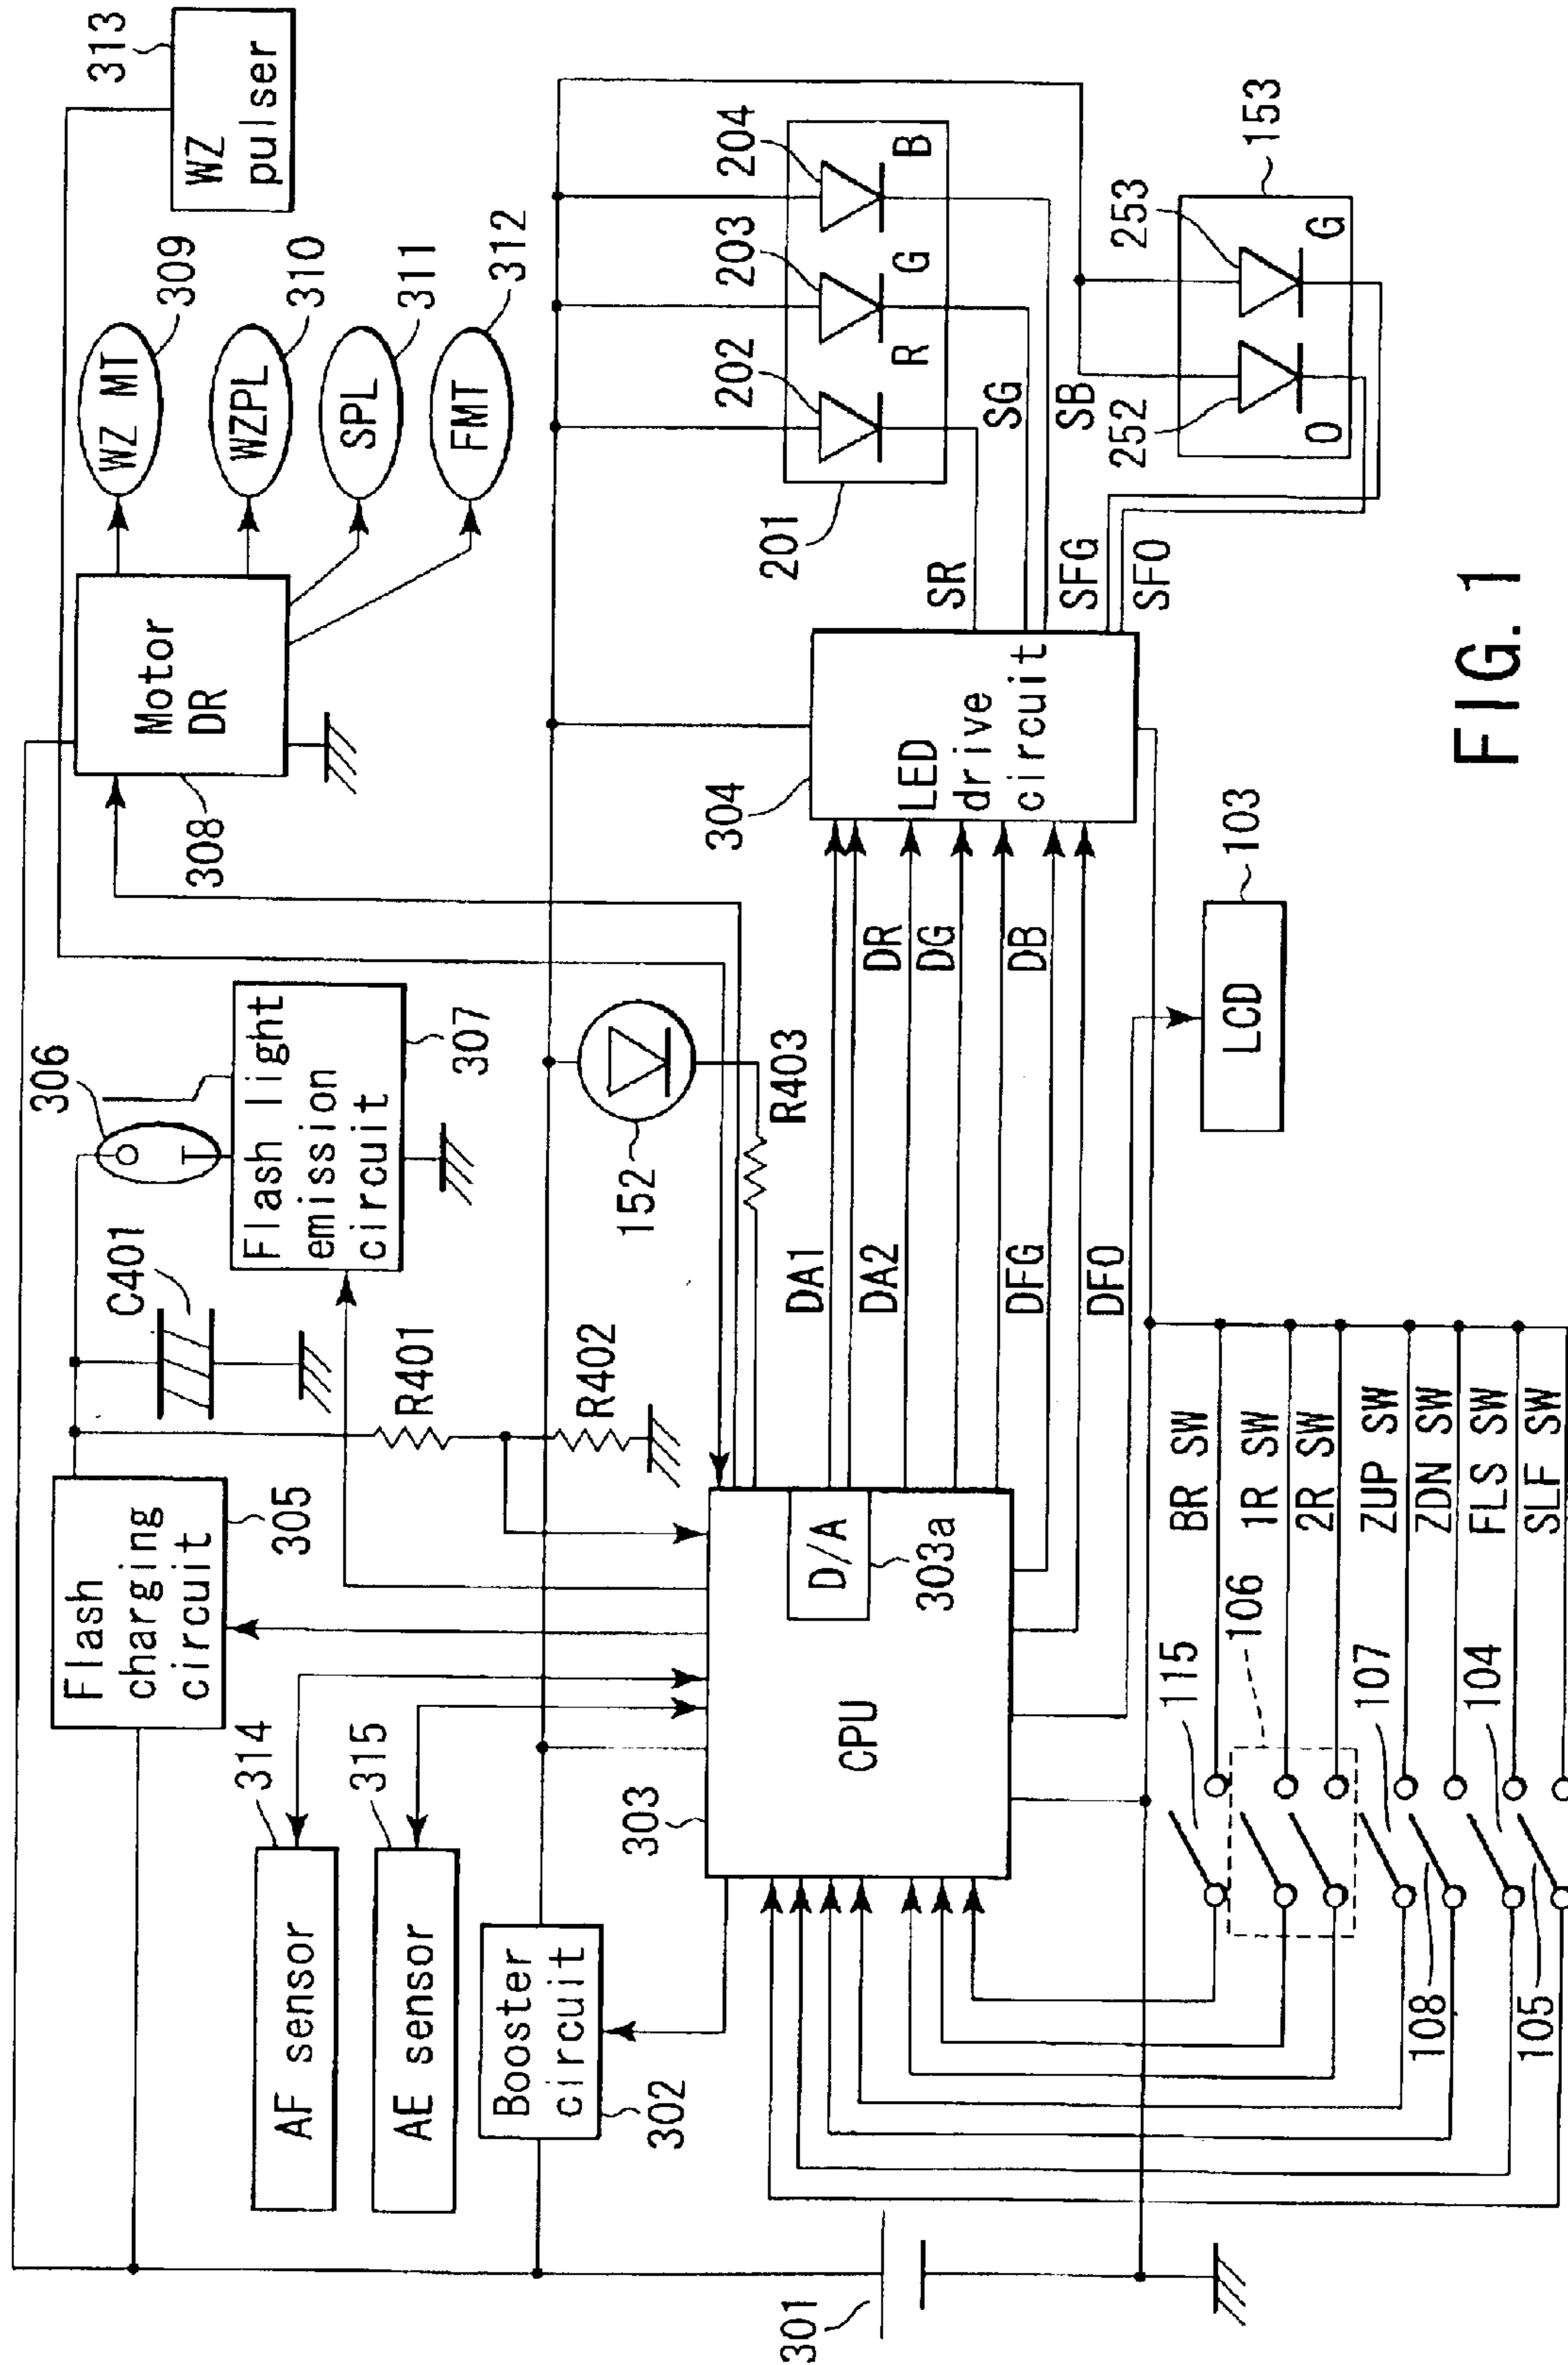 313
WZ
pulser
WZ MT
309
WZPL
310
SPL
311
FMT
312
Motor
DR
308
306
Flash light
emission
circuit
307
C401
R401
R402
Flash
charging
circuit
305
AF sensor
314
AE sensor
315
Booster
circuit
302
301
CPU
303
D/A
303a
152
R403
204
203
202
B
G
R
201
SR
SG
SB
SFG
SFO
253
252
153
G
O
304
LED
drive
circuit
DA1
DA2
DR
DG
DB
DFG
DFO
LCD
103
BR SW
1R SW
2R SW
ZUP SW
ZDN SW
FLS SW
SLF SW
115
106
107
104
108
105
FIG. 1